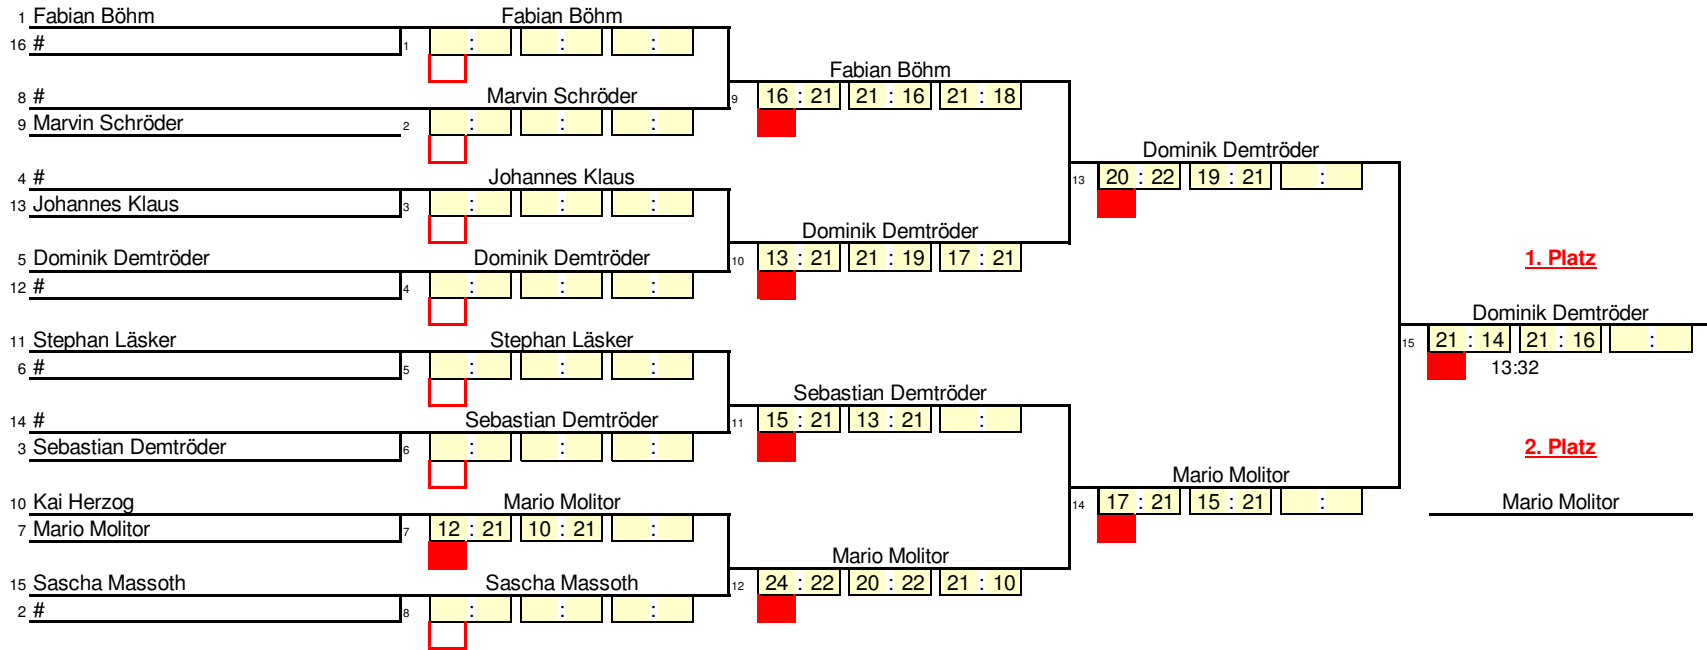 1 Fabian Böhm Fabian Böhm
16 # 1 : : :
Fabian Böhm
8 # Marvin Schröder 9 16 : 21 21 : 16 21 : 18
9 Marvin Schröder 2 : : :
Dominik Demtröder
4 # Johannes Klaus 13 20 : 22 19 : 21 :
13 Johannes Klaus 3 : : :
Dominik Demtröder
5 Dominik Demtröder Dominik Demtröder 10 13 : 21 21 : 19 17 : 21 1. Platz
12 # 4 : : :
Dominik Demtröder
11 Stephan Läsker Stephan Läsker 15 21 : 14 21 : 16 :
6 # 5 : : : 13:32
Sebastian Demtröder
14 # Sebastian Demtröder 11 15 : 21 13 : 21 :
3 Sebastian Demtröder 6 : : : 2. Platz
Mario Molitor
10 Kai Herzog Mario Molitor 14 17 : 21 15 : 21 : Mario Molitor
7 Mario Molitor 7 12 : 21 10 : 21 :
Mario Molitor
15 Sascha Massoth Sascha Massoth 12 24 : 22 20 : 22 21 : 10
2 # 8 : : :